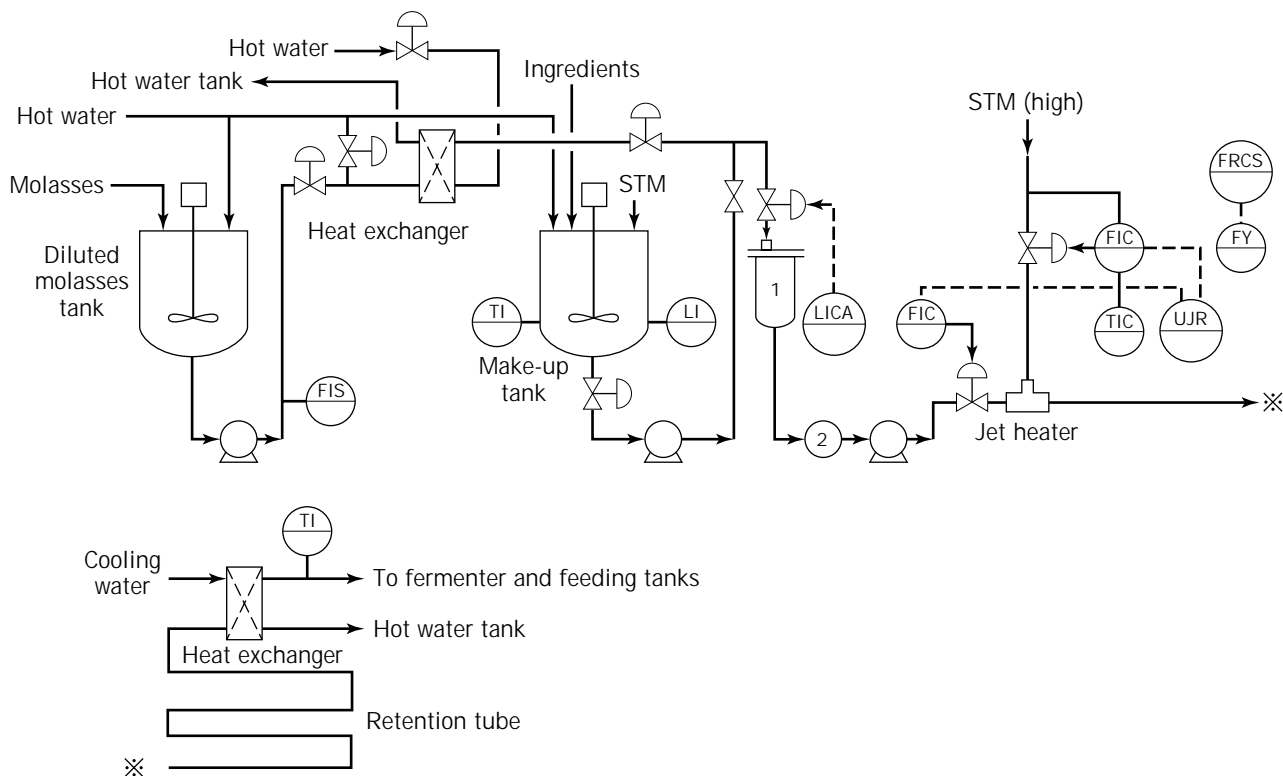 Hot water
Hot water tank
Ingredients
Hot water
STM (high)
FRCS
Molasses
STM
Heat exchanger
FIC
FY
Diluted
molasses
tank
1
TI
LI
LICA
FIC
TIC
UJR
Make-up
tank
FIS
※
2
Jet heater
TI
Cooling
water
To fermenter and feeding tanks
Hot water tank
Heat exchanger
Retention tube
※